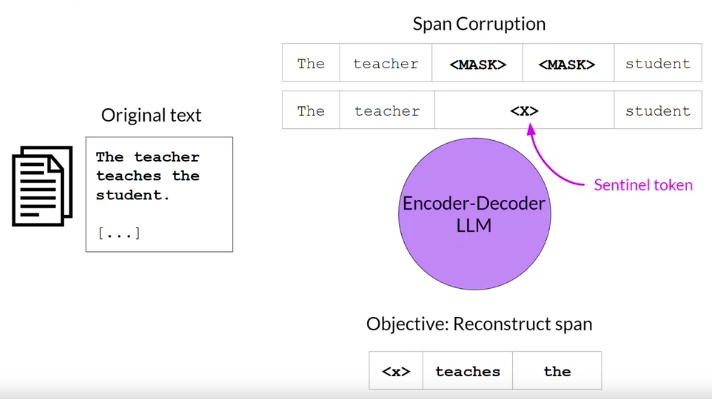 Span Corruption
The teacher <MASK> <MASK> student
The teacher <X> student
Original text
The teacher
teaches the
student.
[...]
Sentinel token
Encoder-Decoder
LLM
Objective: Reconstruct span
<x> teaches the